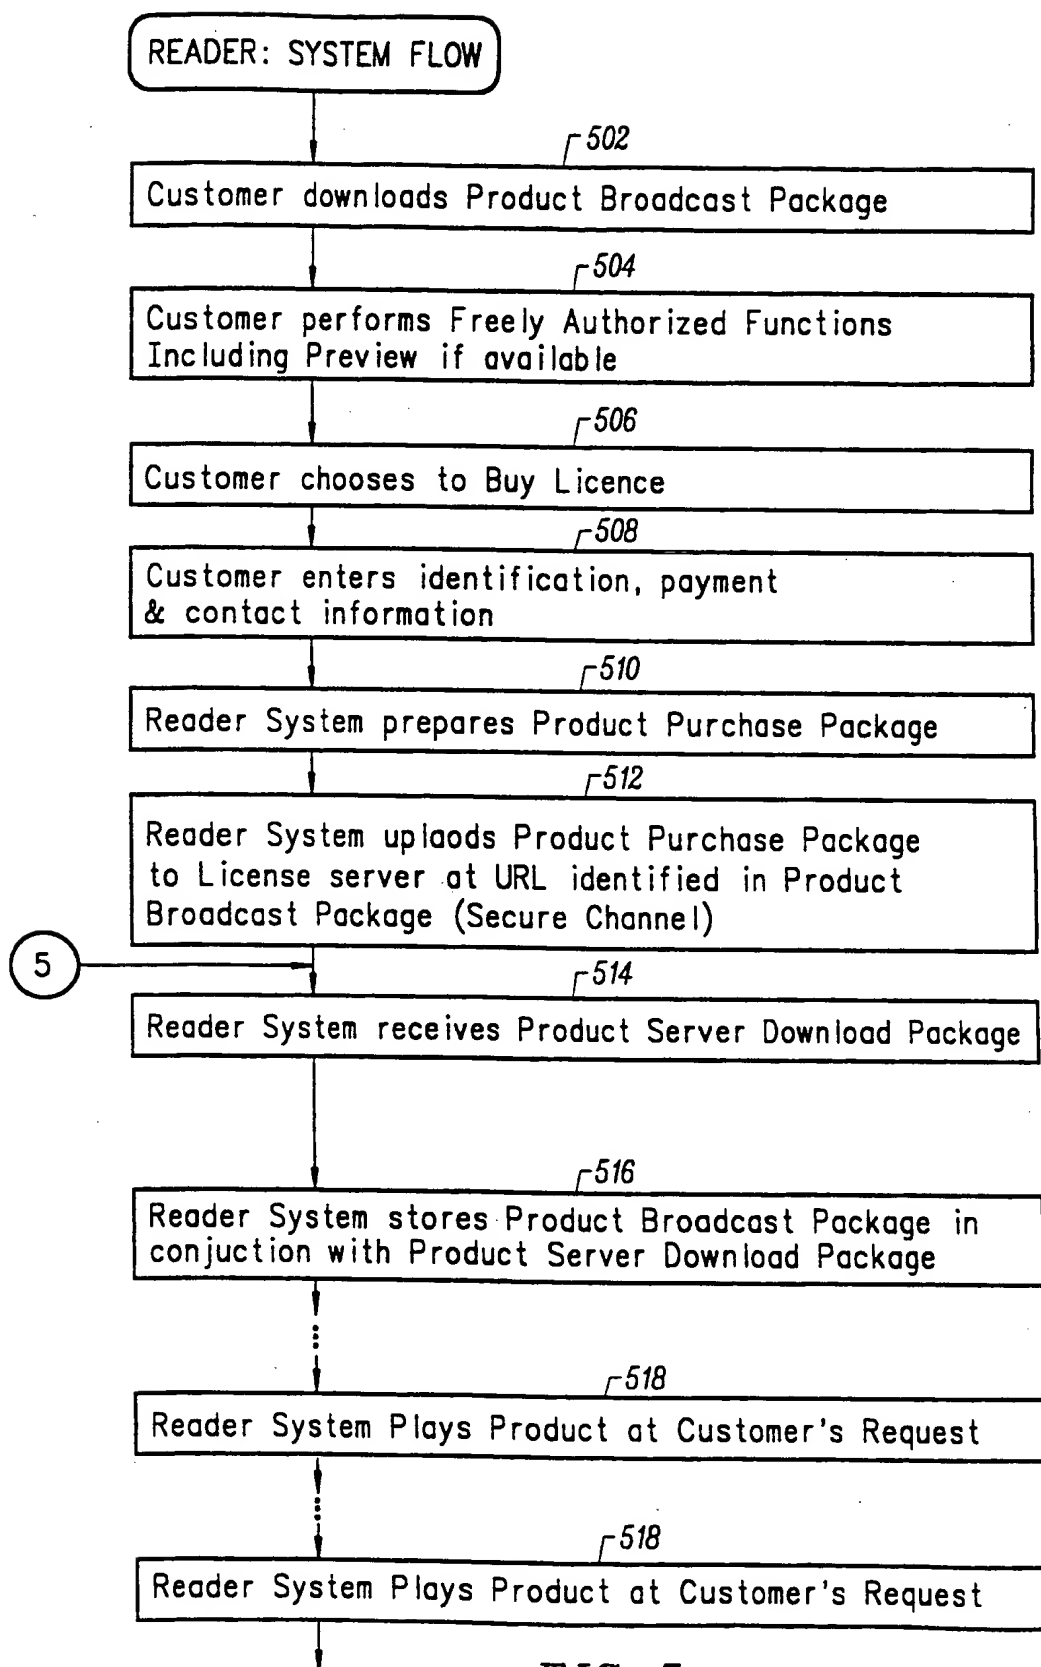 READER: SYSTEM FLOW
502
Customer downloads Product Broadcast Package
504
Customer performs Freely Authorized Functions
Including Preview if available
506
Customer chooses to Buy Licence
508
Customer enters identification, payment
& contact information
510
Reader System prepares Product Purchase Package
512
Reader System uplaods Product Purchase Package
to License server at URL identified in Product
Broadcast Package (Secure Channel)
5
514
Reader System receives Product Server Download Package
516
Reader System stores Product Broadcast Package in
conjuction with Product Server Download Package
518
Reader System Plays Product at Customer's Request
518
Reader System Plays Product at Customer's Request